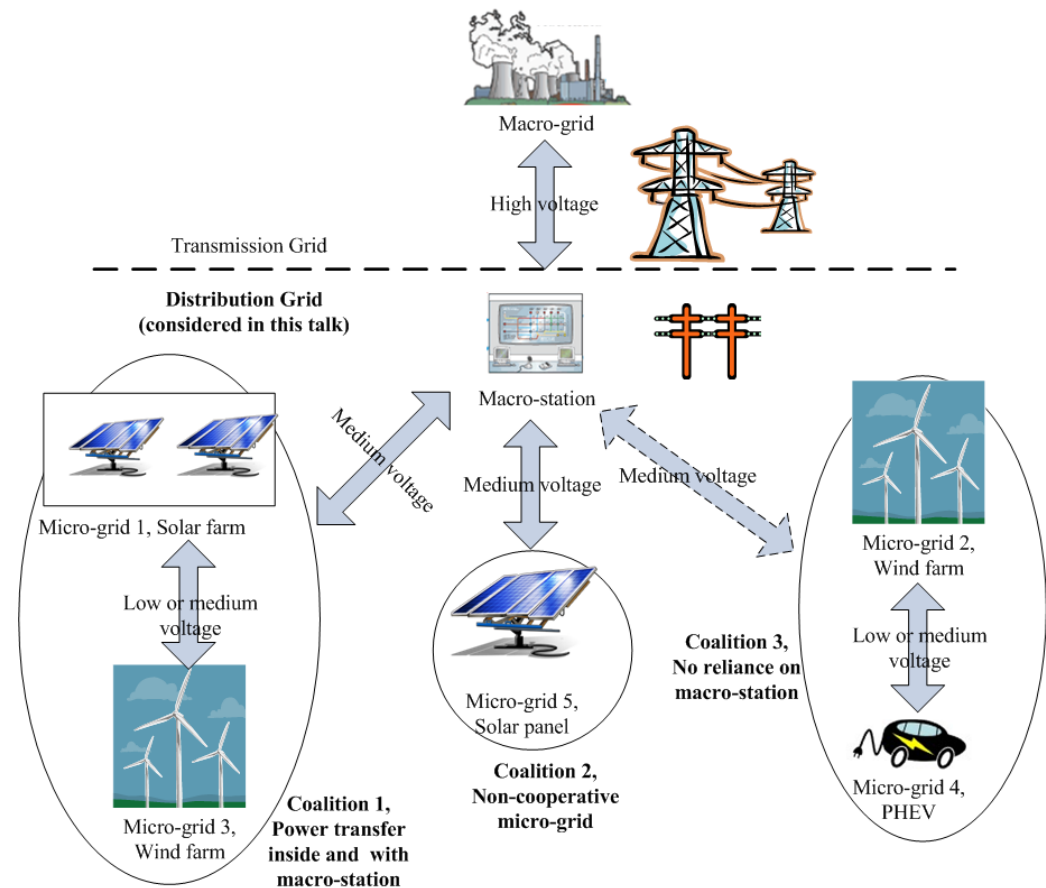 Macro-grid
High voltage
Transmission Grid
Distribution Grid
(considered in this talk)
Macro-station
Medium voltage
Medium voltage
Medium voltage
Micro-grid 1, Solar farm
Low or medium
voltage
Micro-grid 3,
Wind farm
Coalition 1,
Power transfer
inside and with
macro-station
Micro-grid 5,
Solar panel
Coalition 2,
Non-cooperative
micro-grid
Coalition 3,
No reliance on
macro-station
Micro-grid 2,
Wind farm
Low or medium
voltage
Micro-grid 4,
PHEV